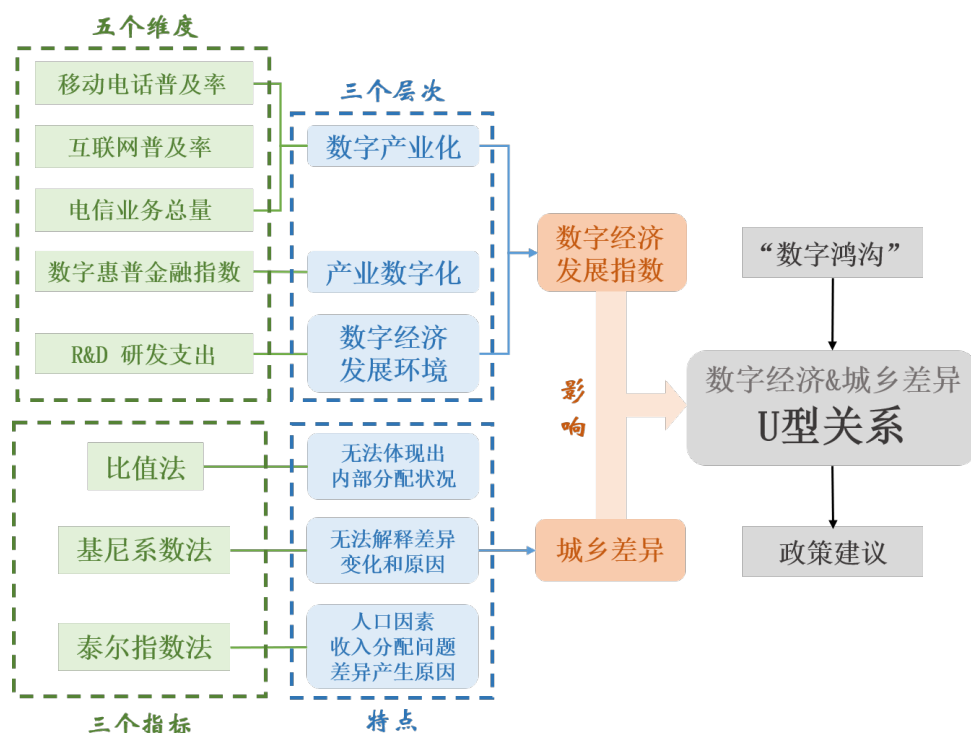 五个维度
移动电话普及率
互联网普及率
电信业务总量
数字惠普金融指数
R&D 研发支出
三个层次
数字产业化
产业数字化
数字经济
发展环境
数字经济
发展指数
影
响
“数字鸿沟”
数字经济&城乡差异
U型关系
政策建议
比值法
基尼系数法
泰尔指数法
三个指标
无法体现出
内部分配状况
无法解释差异
变化和原因
人口因素
收入分配问题
差异产生原因
特点
城乡差异